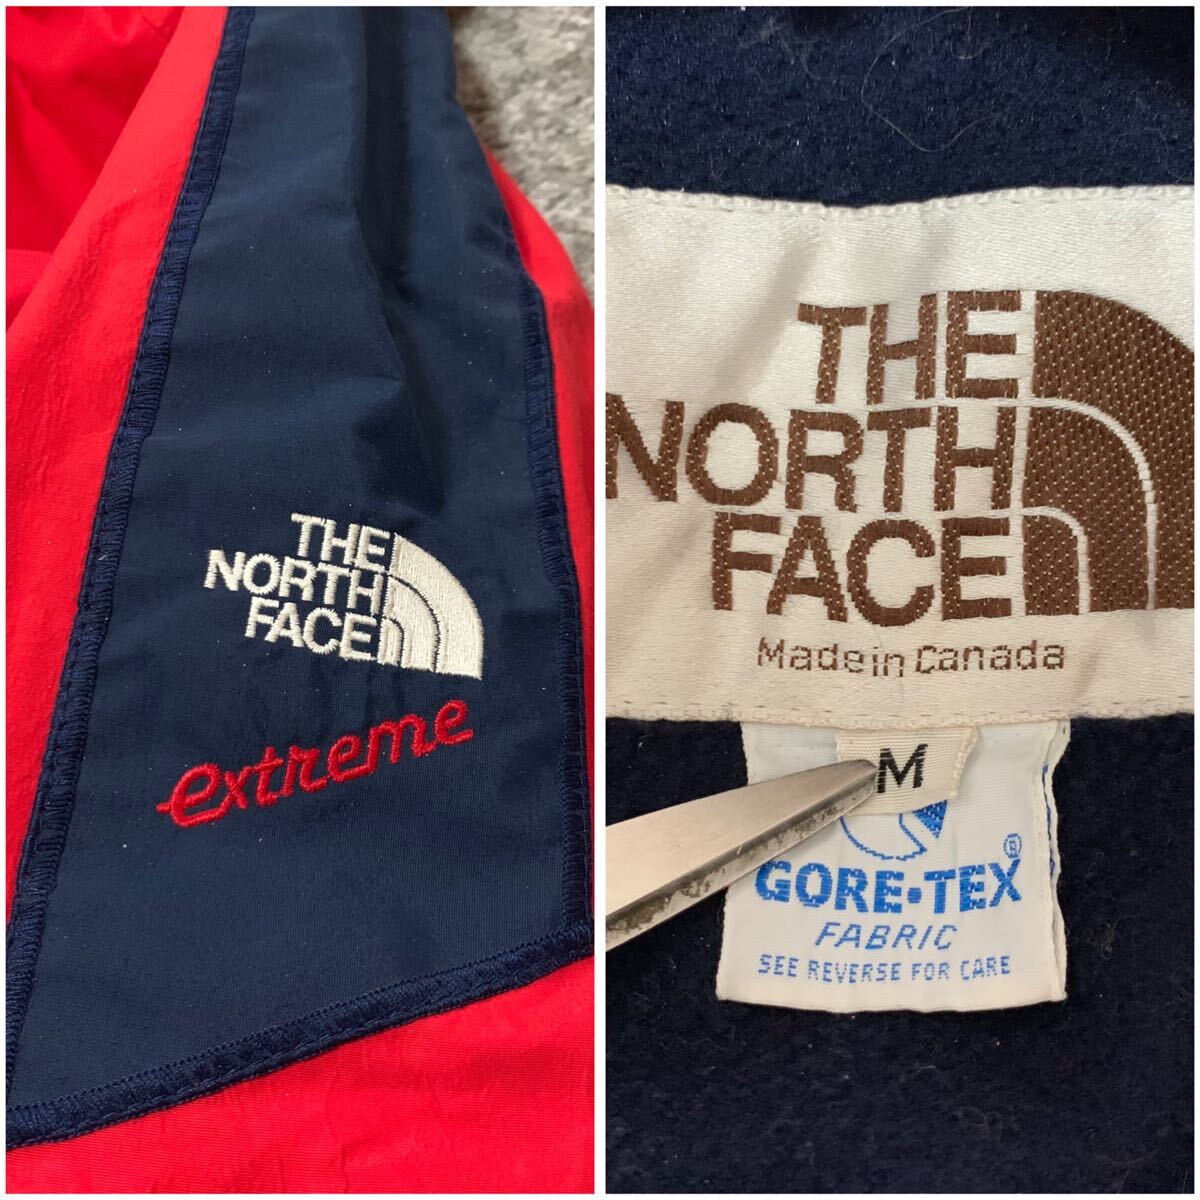 THE
NORTH
FACE
extreme
THE
NORTH
FACE
Made in Canada
M
GORE-TEX®
FABRIC
SEE REVERSE FOR CARE